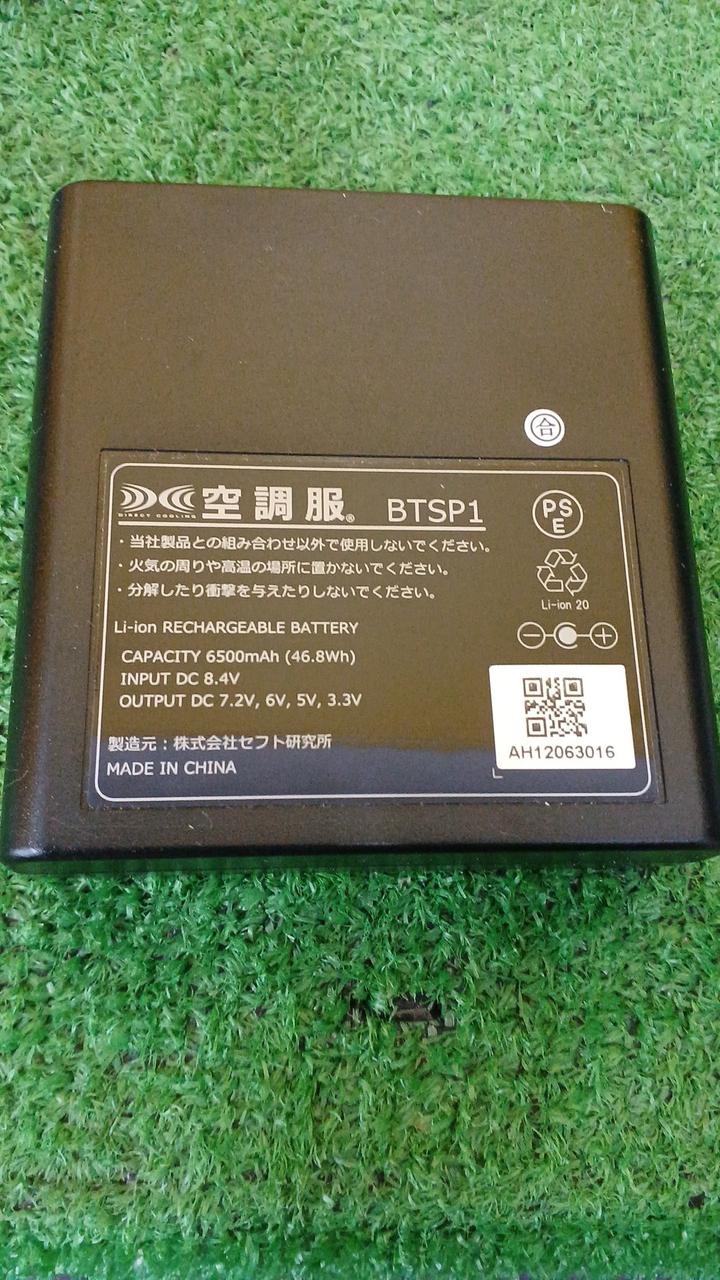 合
空調服® BTSP1
DIRECT COOLING
・当社製品との組み合わせ以外で使用しないでください。
・火気の周りや高温の場所に置かないでください。
・分解したり衝撃を与えたりしないでください。
PS
E
Li-ion 20
Li-ion RECHARGEABLE BATTERY
CAPACITY 6500mAh (46.8Wh)
INPUT DC 8.4V
OUTPUT DC 7.2V, 6V, 5V, 3.3V
製造元：株式会社セフト研究所
MADE IN CHINA
AH12063016